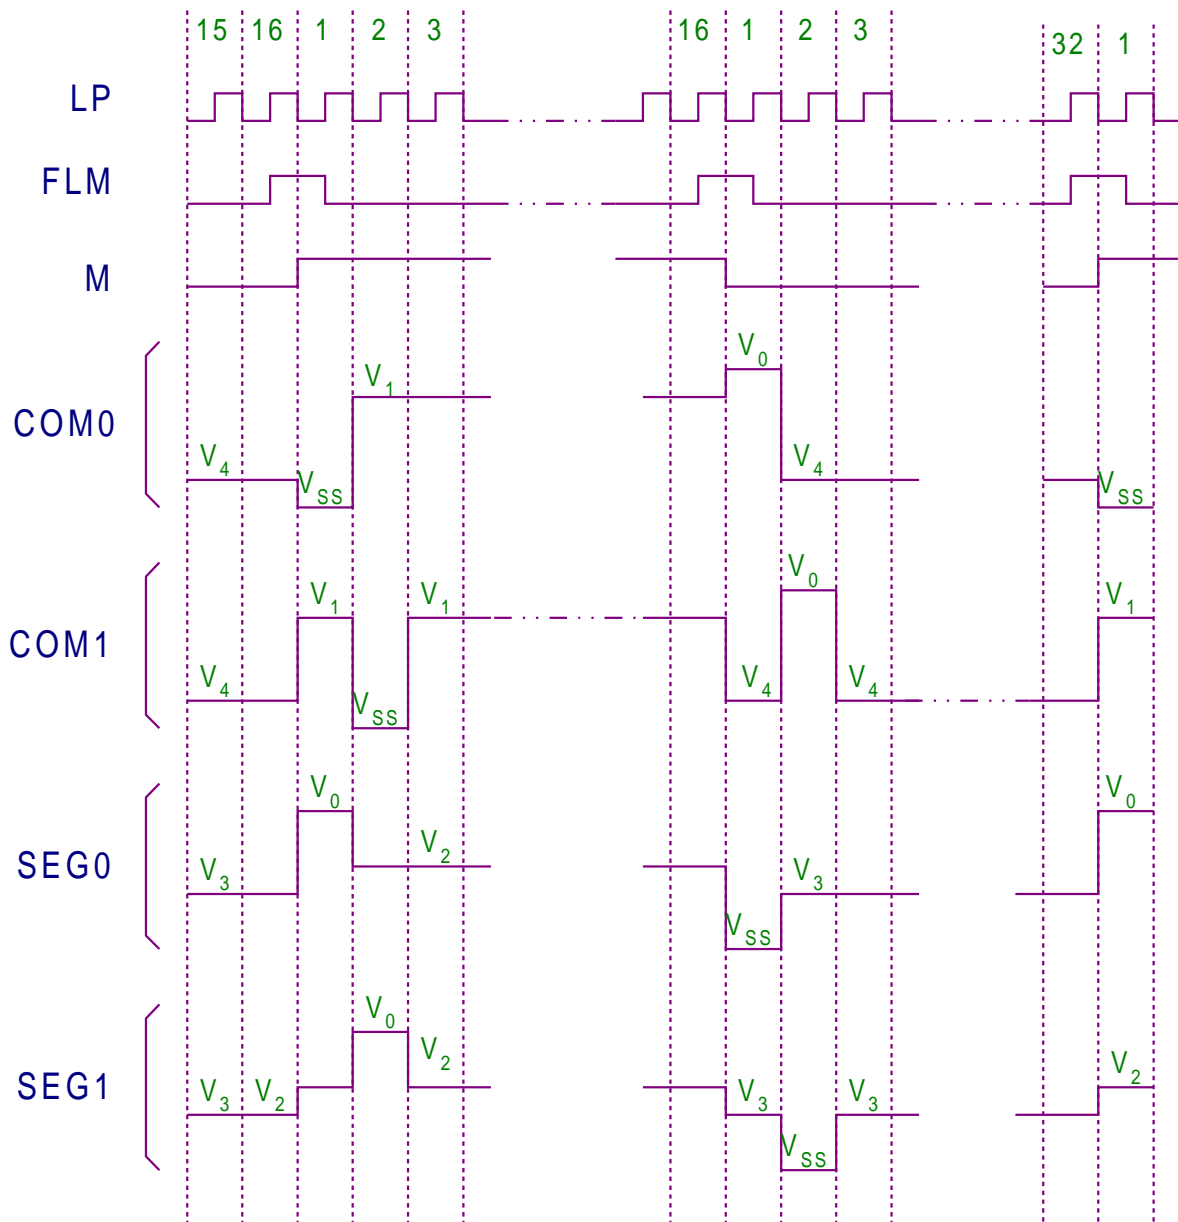 15 16 1 2 3 16 1 2 3 32 1
LP
FLM
M
V0
V1
COM0
V4 VSS V4 VSS
V0
V1 V1 V1
COM1
V4 VSS V4 V4
V0 V0
V2
SEG0
V3 V3
VSS
V0
V2 V2
SEG1
V3 V2 V3 V3
VSS